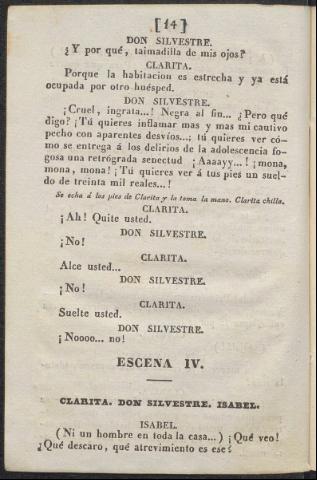 [14]
DON SILVESTRE.
¿Y por qué, taimadilla de mis ojos?
CLARITA.
Porque la habitacion es estrecha y ya está
ocupada por otro huésped.
DON SILVESTRE.
¡Cruel, ingrata...! Negra al fin... ¿Pero qué
digo? ¡Tú quieres inflamar mas y mas mi cautivo
pecho con aparentes desvíos...; tú quieres ver có-
mo se entrega á los delirios de la adolescencia fo-
gosa una retrógrada senectud ¡Aaaayy...! ¡mona,
mona, mona! ¡Tú quieres ver á tus pies un suel-
do de treinta mil reales...!
Se echa á los pies de Clarita y la toma la mano. Clarita chilla.
CLARITA.
¡Ah! Quite usted.
DON SILVESTRE.
¡No!
CLARITA.
Alce usted...
DON SILVESTRE.
¡No!
CLARITA.
Suelte usted.
DON SILVESTRE.
¡Noooo... no!
ESCENA IV.
CLARITA. DON SILVESTRE. ISABEL.
ISABEL.
(Ni un hombre en toda la casa...) ¡Qué veo!
¿Qué descaro, qué atrevimiento es ese?